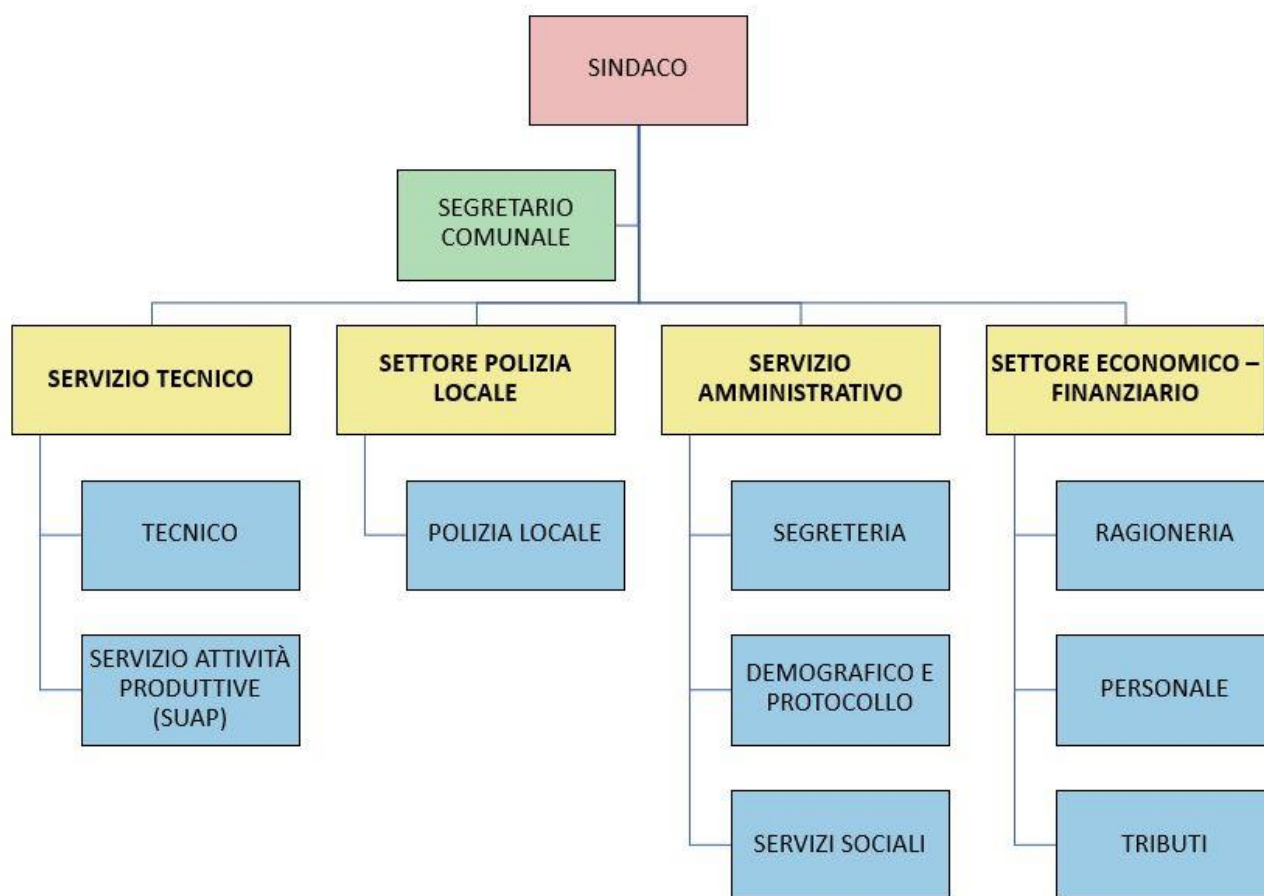 SINDACO
SEGRETARIO
COMUNALE
SERVIZIO TECNICO
SETTORE POLIZIA
LOCALE
SERVIZIO
AMMINISTRATIVO
SETTORE ECONOMICO –
FINANZIARIO
TECNICO
POLIZIA LOCALE
SEGRETERIA
RAGIONERIA
SERVIZIO ATTIVITÀ
PRODUTTIVE
(SUAP)
DEMOGRAFICO E
PROTOCOLLO
PERSONALE
SERVIZI SOCIALI
TRIBUTI